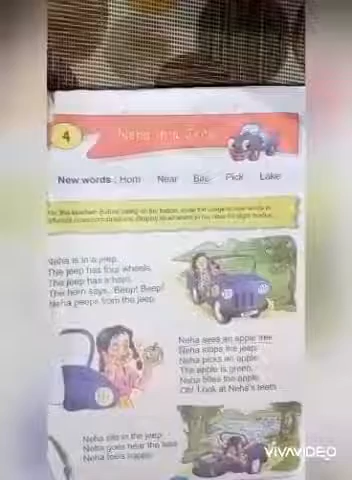 4
Neha in a Jeep
New words : Horn Near Bite Pick Lake
Neha is in a jeep.
The jeep has four wheels.
The jeep has a horn.
The horn says, Beep! Beep!
Neha peeps from the jeep.
Neha sees an apple tree.
Neha stops the jeep.
Neha picks an apple.
The apple is green.
Neha bites the apple.
Oh! Look at Neha's teeth.
Neha sits in the jeep.
Neha goes near the lake.
Neha feels happy.
VIVAVIDEO